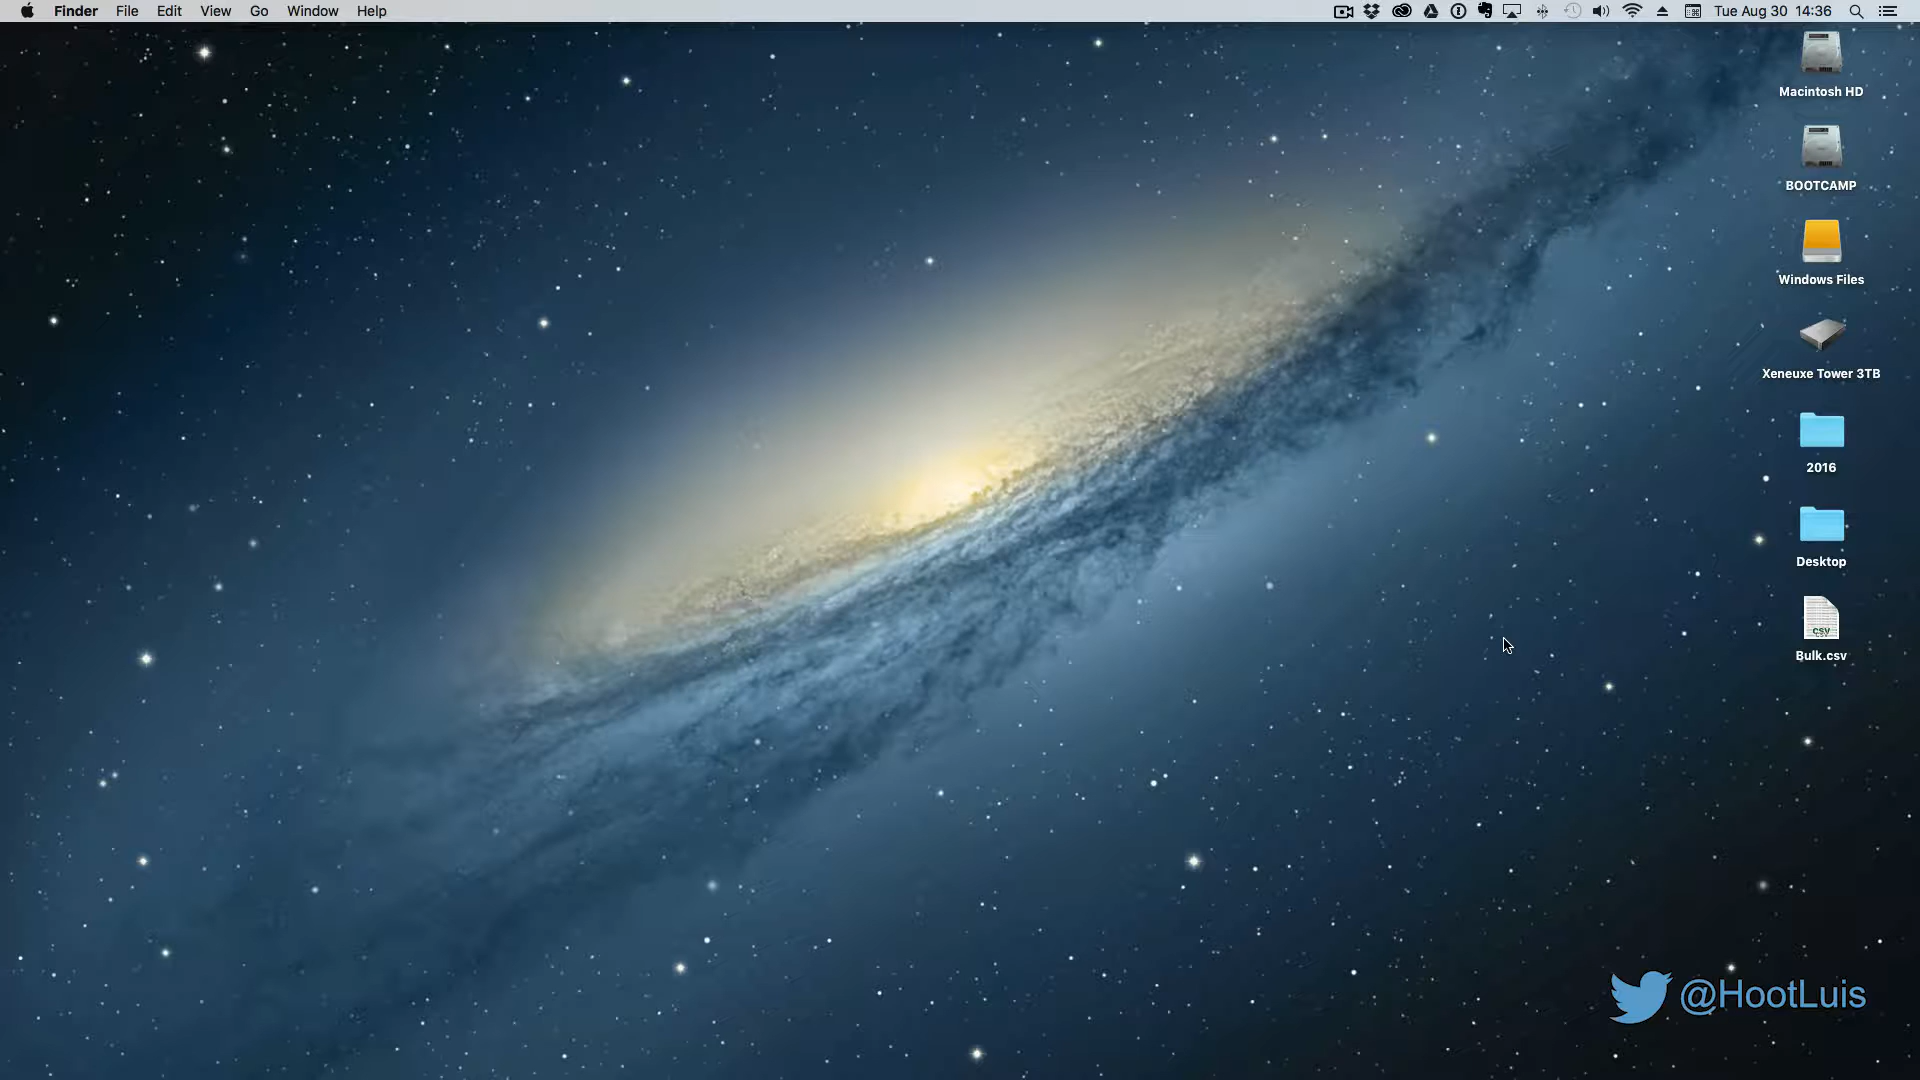 Finder File Edit View Go Window Help Tue Aug 30 14:36
Macintosh HD
BOOTCAMP
Windows Files
Xeneuxe Tower 3TB
2016
Desktop
CSV
Bulk.csv
@HootLuis